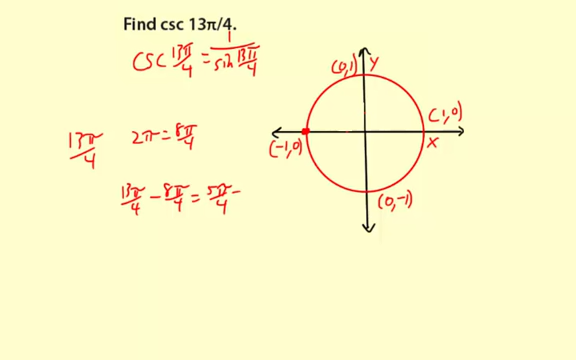 Find csc 13π/4.
csc 13π/4 = 1/sin 13π/4
(0,1) y
(1,0)
13π/4 2π = 8π/4
(-1,0) x
13π/4 - 8π/4 = 5π/4 =
(0,-1)